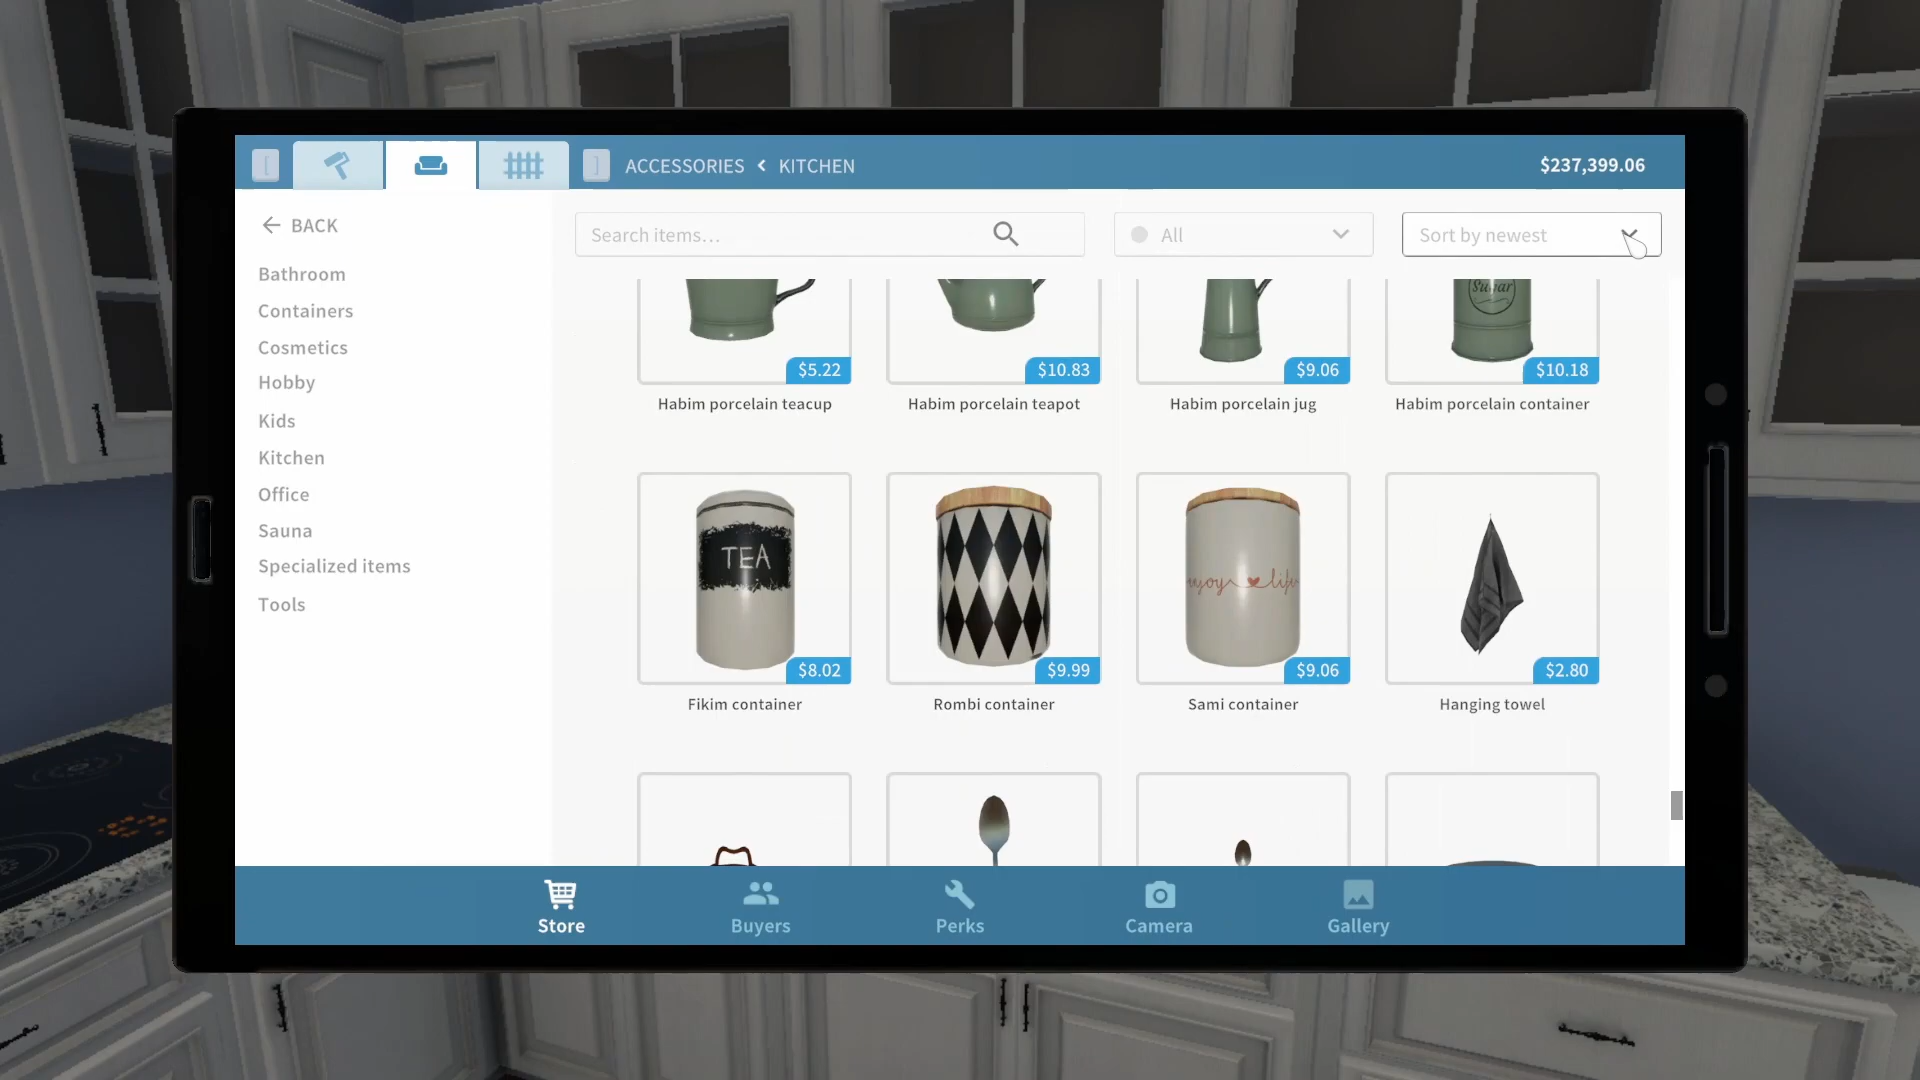 [
]
ACCESSORIES < KITCHEN
$237,399.06
BACK
Search items...
All
Sort by newest
Bathroom
Containers
Cosmetics
Hobby
Kids
Kitchen
Office
Sauna
Specialized items
Tools
Sugar
$5.22
$10.83
$9.06
$10.18
Habim porcelain teacup
Habim porcelain teapot
Habim porcelain jug
Habim porcelain container
TEA
enjoy life
$8.02
$9.99
$9.06
$2.80
Fikim container
Rombi container
Sami container
Hanging towel
Store
Buyers
Perks
Camera
Gallery